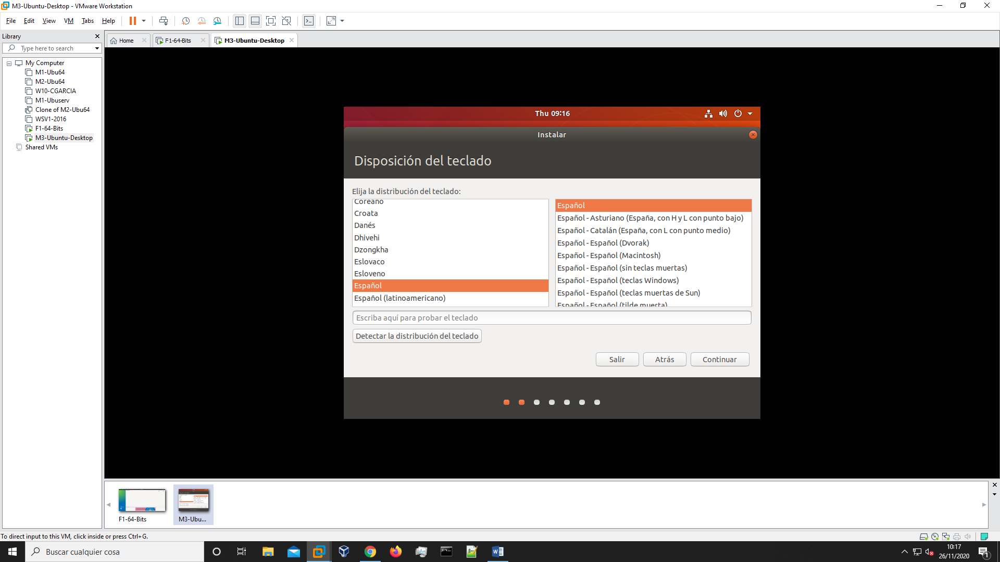 M3-Ubuntu-Desktop - VMware Workstation
File Edit View VM Tabs Help
Library
Type here to search
My Computer
M1-Ubu64
M2-Ubu64
W10-CGARCIA
M1-Ubuserv
Clone of M2-Ubu64
WSV1-2016
F1-64-Bits
M3-Ubuntu-Desktop
Shared VMs
Home F1-64-Bits M3-Ubuntu-Desktop
Thu 09:16
Instalar
Disposición del teclado
Elija la distribución del teclado:
Coreano
Croata
Danés
Dhivehi
Dzongkha
Eslovaco
Esloveno
Español
Español (latinoamericano)
Español
Español - Asturiano (España, con H y L con punto bajo)
Español - Catalán (España, con L con punto medio)
Español - Español (Dvorak)
Español - Español (Macintosh)
Español - Español (sin teclas muertas)
Español - Español (teclas Windows)
Español - Español (teclas muertas de Sun)
Español - Español (tilde muerta)
Escriba aquí para probar el teclado
Detectar la distribución del teclado
Salir Atrás Continuar
F1-64-Bits M3-Ubu...
To direct input to this VM, click inside or press Ctrl+G.
Buscar cualquier cosa
10:17
26/11/2020
1